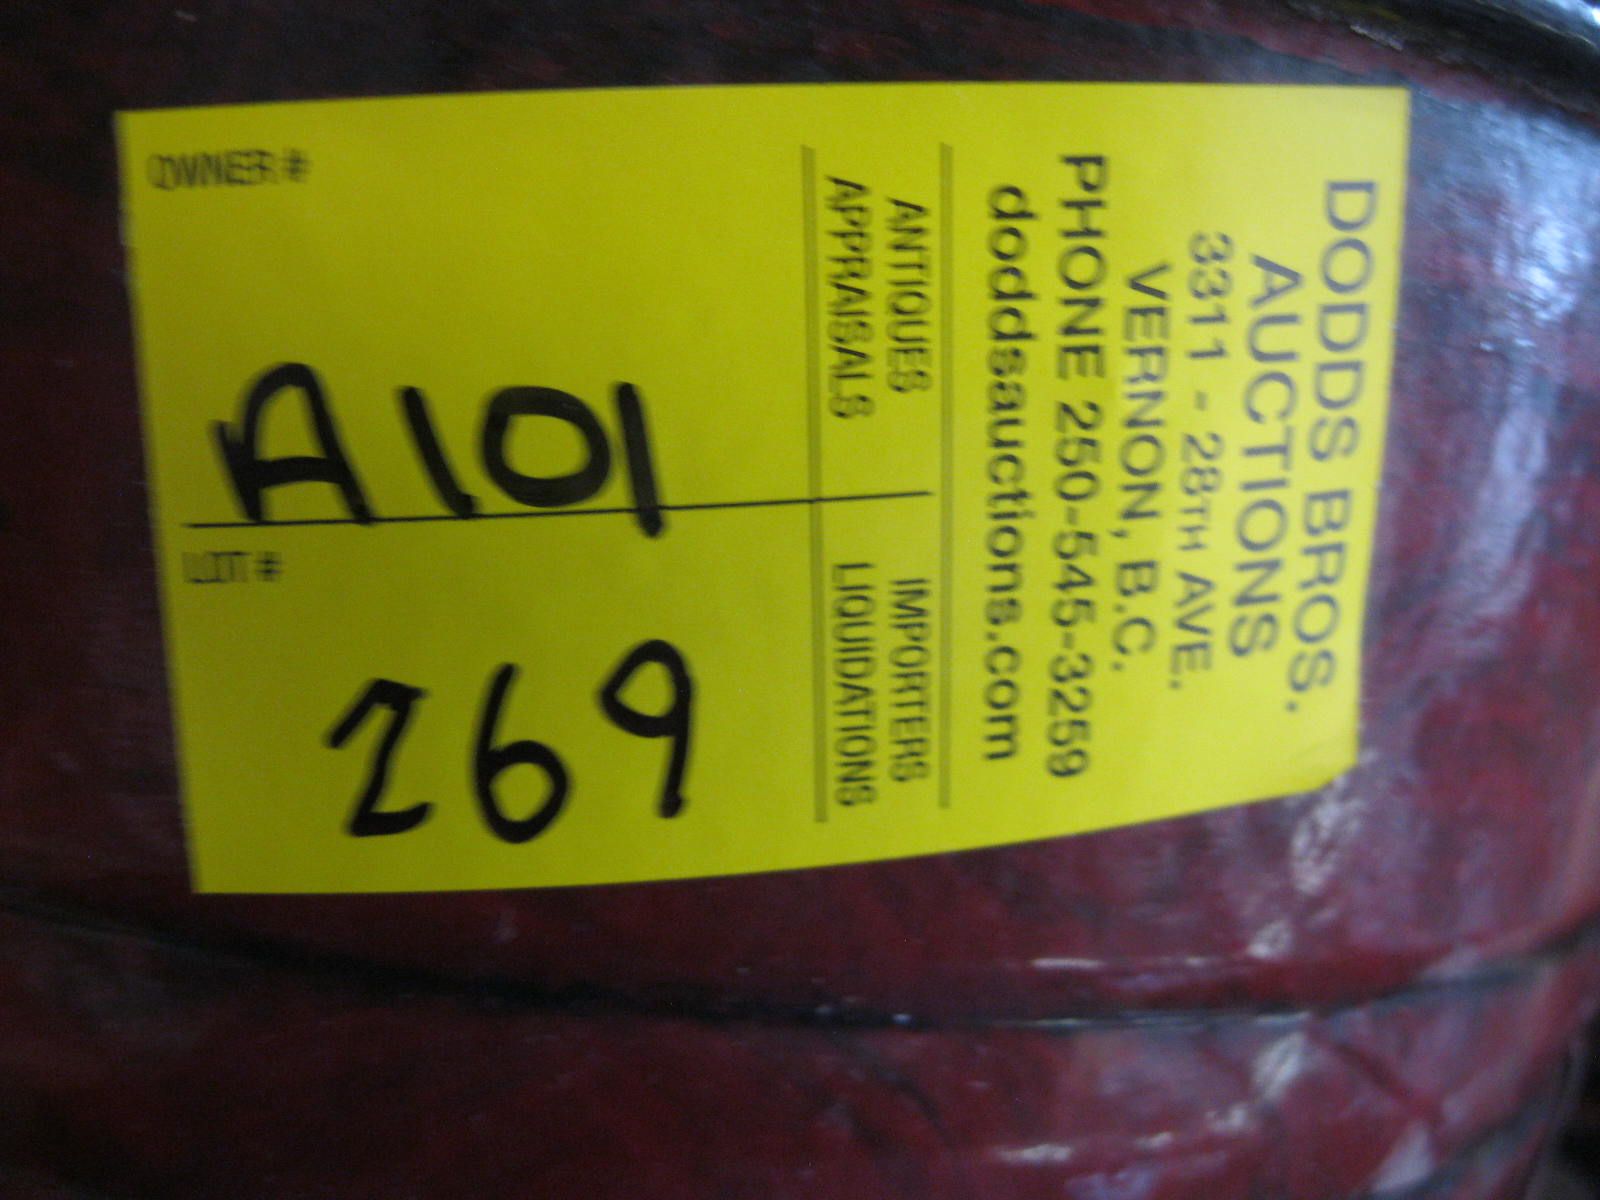 DODDS BROS.
AUCTIONS
3311 - 28TH AVE.
VERNON, B.C.
PHONE 250-545-3259
doddsauctions.com
ANTIQUES IMPORTERS
APPRAISALS LIQUIDATIONS
OWNER #
A101
LOT #
269